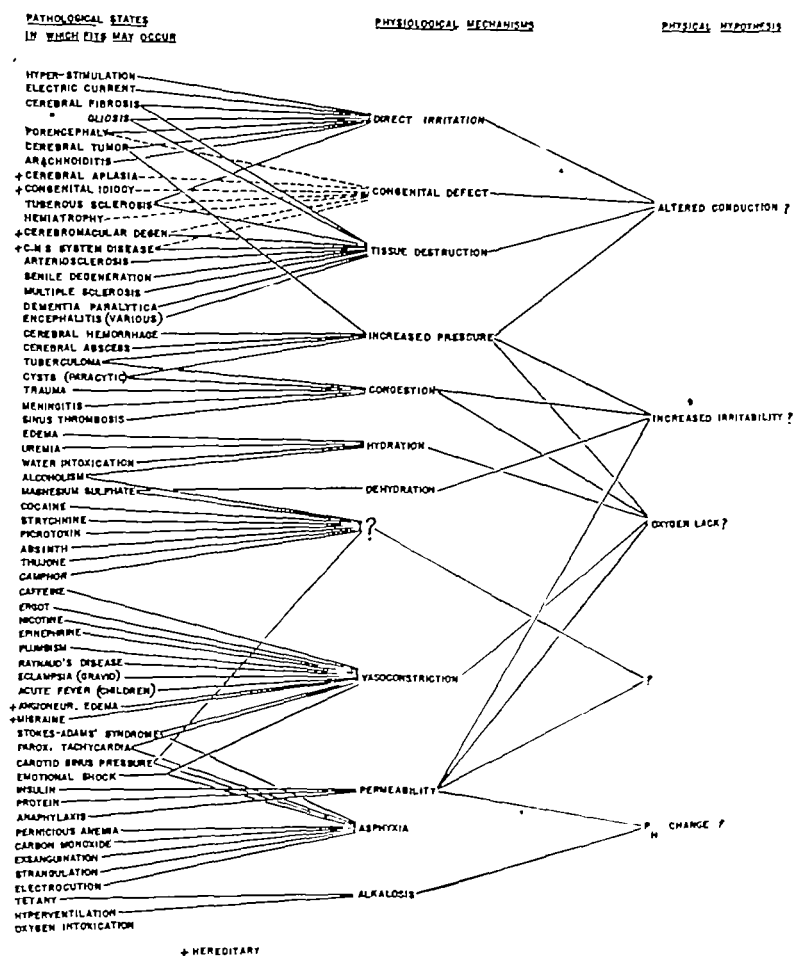 PATHOLOGICAL STATES
IN WHICH FITS MAY OCCUR
PHYSIOLOGICAL MECHANISMS
PHYSICAL HYPOTHESIS
HYPER-STIMULATION
ELECTRIC CURRENT
CEREBRAL FIBROSIS
" GLIOSIS
PORENCEPHALY
CEREBRAL TUMOR
ARACHNOIDITIS
+ CEREBRAL APLASIA
+ CONGENITAL IDIOCY
TUBEROUS SCLEROSIS
HEMIATROPHY
+ CEREBROMACULAR DEGEN
+ C.N.S SYSTEM DISEASE
ARTERIOSCLEROSIS
SENILE DEGENERATION
MULTIPLE SCLEROSIS
DEMENTIA PARALYTICA
ENCEPHALITIS (VARIOUS)
CEREBRAL HEMORRHAGE
CEREBRAL ABSCESS
TUBERCULOMA
CYSTS (PARACYTIC)
TRAUMA
MENINGITIS
SINUS THROMBOSIS
EDEMA
UREMIA
WATER INTOXICATION
ALCOHOLISM
MAGNESIUM SULPHATE
COCAINE
STRYCHNINE
PICROTOXIN
ABSINTH
THUJONE
CAMPHOR
CAFFEINE
ERGOT
NICOTINE
EPINEPHRINE
PLUMBISM
RAYNAUD'S DISEASE
ECLAMPSIA (GRAVID)
ACUTE FEVER (CHILDREN)
+ ANGIONEUR. EDEMA
+ MIGRAINE
STOKES-ADAMS' SYNDROME
PAROX. TACHYCARDIA
CAROTID SINUS PRESSURE
EMOTIONAL SHOCK
INSULIN
PROTEIN
ANAPHYLAXIS
PERNICIOUS ANEMIA
CARBON MONOXIDE
EXSANGUINATION
STRANGULATION
ELECTROCUTION
TETANY
HYPERVENTILATION
OXYGEN INTOXICATION
DIRECT IRRITATION
CONGENITAL DEFECT
TISSUE DESTRUCTION
INCREASED PRESSURE
CONGESTION
HYDRATION
DEHYDRATION
?
VASOCONSTRICTION
PERMEABILITY
ASPHYXIA
ALKALOSIS
ALTERED CONDUCTION ?
INCREASED IRRITABILITY ?
OXYGEN LACK ?
?
PH CHANGE ?
+ HEREDITARY